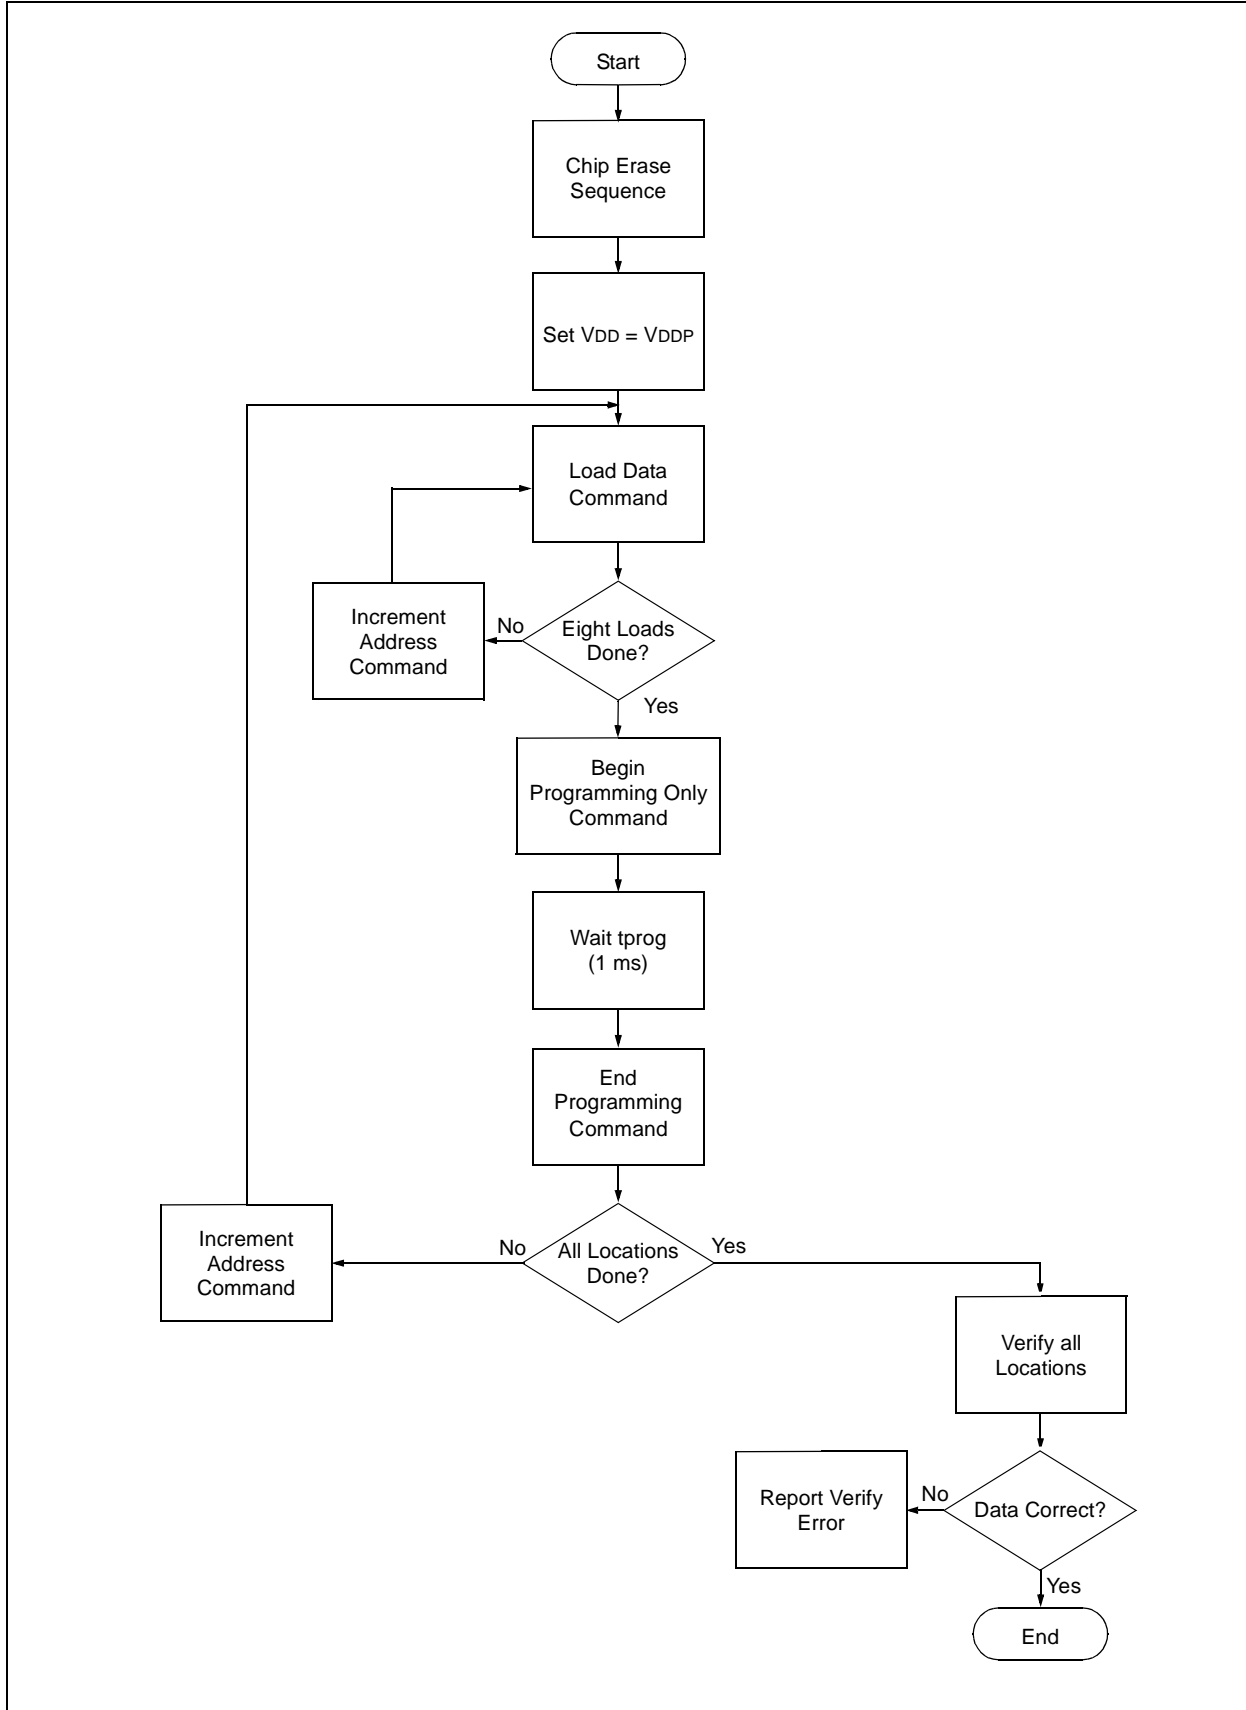 Start
Chip Erase
Sequence
Set VDD = VDDP
Load Data
Command
Increment
Address
Command
No
Eight Loads
Done?
Yes
Begin
Programming Only
Command
Wait tprog
(1 ms)
End
Programming
Command
Increment
Address
Command
No
All Locations
Done?
Yes
Verify all
Locations
Report Verify
Error
No
Data Correct?
Yes
End